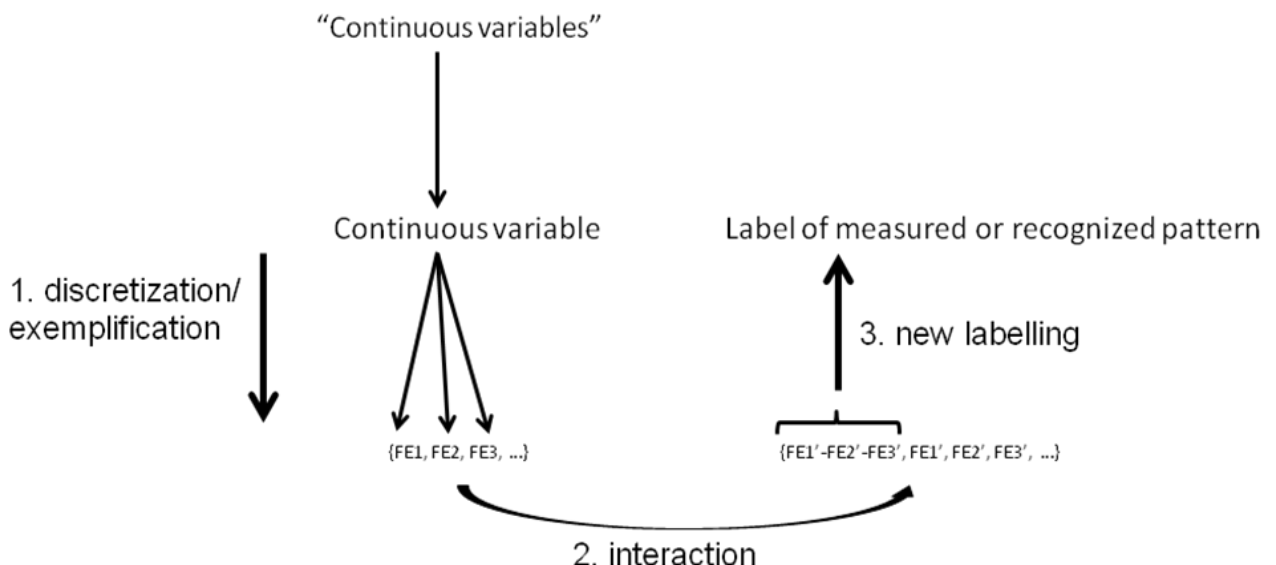 “Continuous variables”
Continuous variable
Label of measured or recognized pattern
1. discretization/
exemplification
3. new labelling
{FE1, FE2, FE3, ...}
{FE1′-FE2′-FE3′, FE1′, FE2′, FE3′, ...}
2. interaction